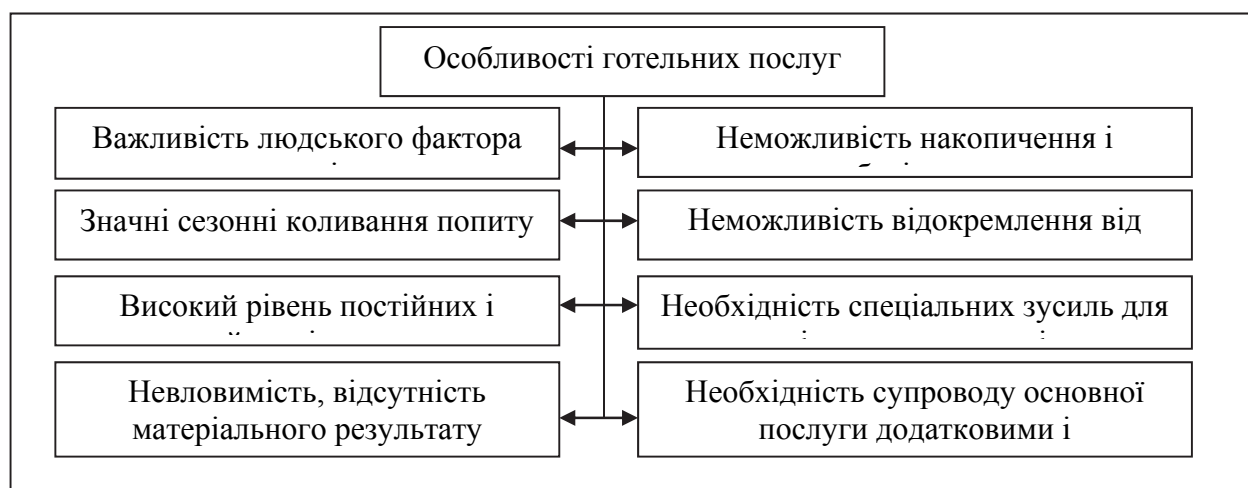 Особливості готельних послуг
Важливість людського фактора
Неможливість накопичення і
Значні сезонні коливання попиту
Неможливість відокремлення від
Високий рівень постійних і
Необхідність спеціальних зусиль для
Невловимість, відсутність
матеріального результату
Необхідність супроводу основної
послуги додатковими і